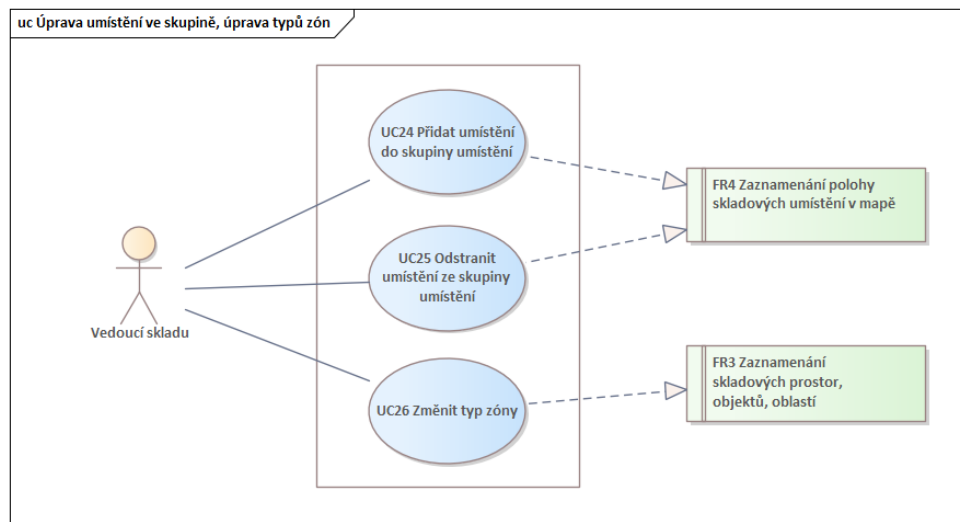 uc Úprava umístění ve skupině, úprava typů zón
UC24 Přidat umístění
do skupiny umístění
FR4 Zaznamenání polohy
skladových umístění v mapě
UC25 Odstranit
umístění ze skupiny
umístění
Vedoucí skladu
FR3 Zaznamenání
skladových prostor,
objektů, oblastí
UC26 Změnit typ zóny